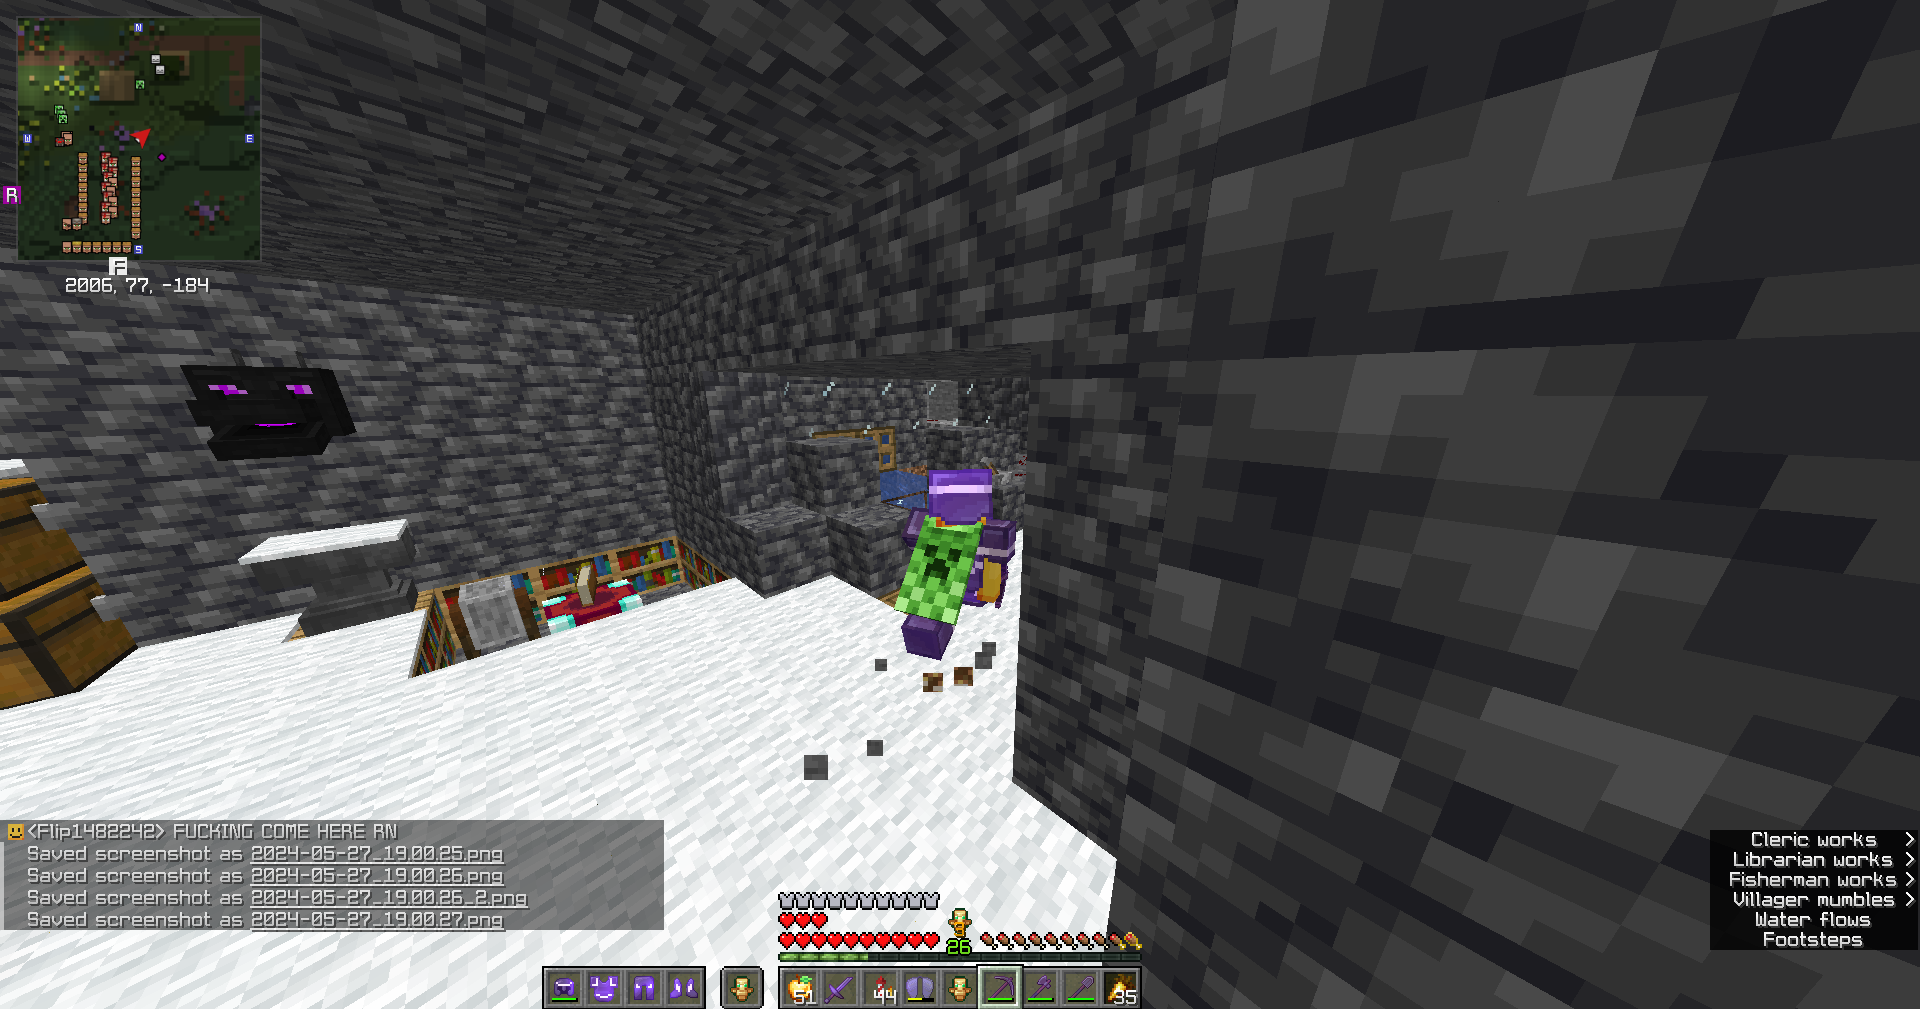 N
W
E
R
S
F
2006, 77, -184
<Flip1482242> FUCKING COME HERE RN
Saved screenshot as 2024-05-27_19.00.25.png
Saved screenshot as 2024-05-27_19.00.26.png
Saved screenshot as 2024-05-27_19.00.26_2.png
Saved screenshot as 2024-05-27_19.00.27.png
Cleric works >
Librarian works >
Fisherman works >
Villager mumbles >
Water flows
Footsteps
26
51
44
35